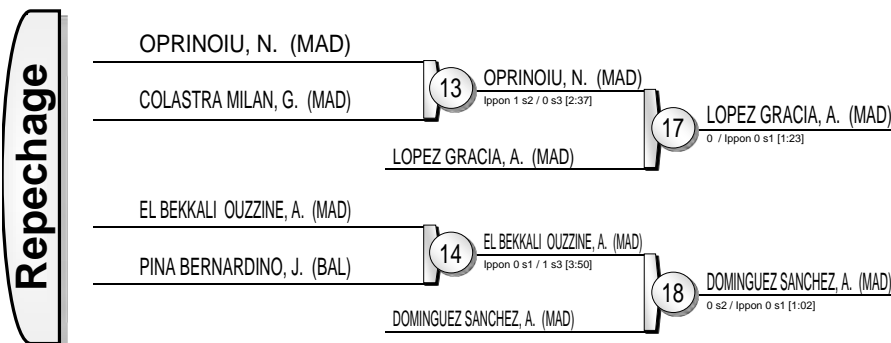 Repechage
OPRINOIU, N. (MAD)
COLASTRA MILAN, G. (MAD)
13
OPRINOIU, N. (MAD)
Ippon 1 s2 / 0 s3 [2:37]
LOPEZ GRACIA, A. (MAD)
17
LOPEZ GRACIA, A. (MAD)
0 / Ippon 0 s1 [1:23]
EL BEKKALI OUZZINE, A. (MAD)
PINA BERNARDINO, J. (BAL)
14
EL BEKKALI OUZZINE, A. (MAD)
Ippon 0 s1 / 1 s3 [3:50]
DOMINGUEZ SANCHEZ, A. (MAD)
18
DOMINGUEZ SANCHEZ, A. (MAD)
0 s2 / Ippon 0 s1 [1:02]